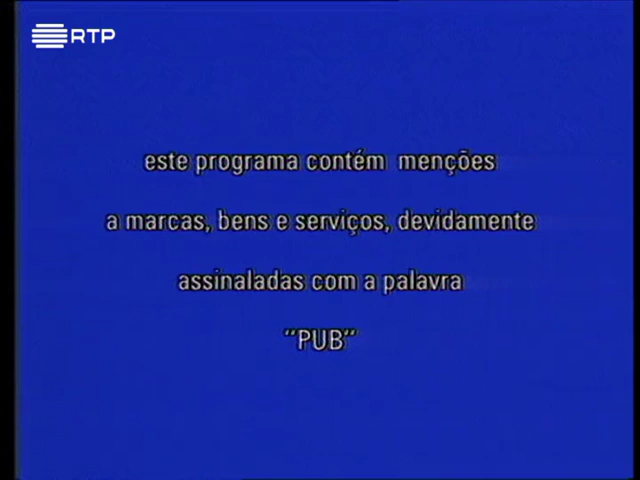 RTP
este programa contém menções
a marcas, bens e serviços, devidamente
assinaladas com a palavra
“PUB”